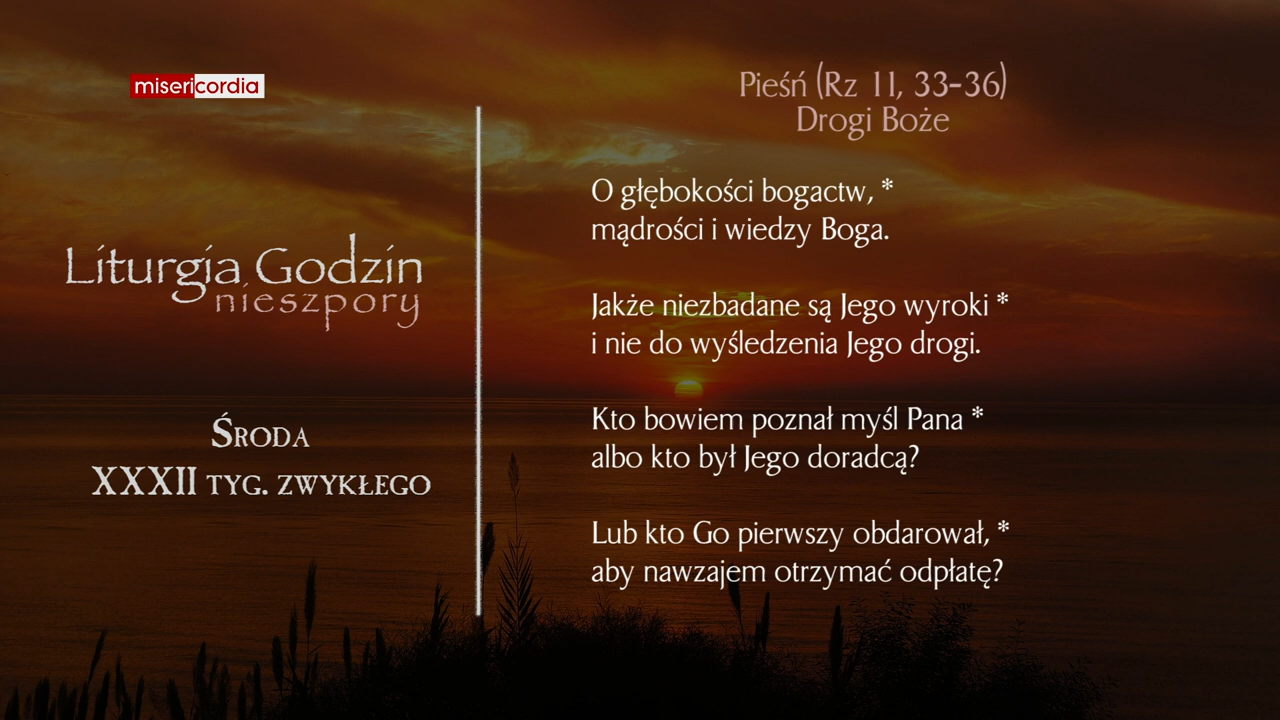 misericordia
Liturgia Godzin
nieszpory
Środa
XXXII tyg. zwykłego
Pieśń (Rz 11, 33-36)
Drogi Boże
O głębokości bogactw, *
mądrości i wiedzy Boga.
Jakże niezbadane są Jego wyroki *
i nie do wyśledzenia Jego drogi.
Kto bowiem poznał myśl Pana *
albo kto był Jego doradcą?
Lub kto Go pierwszy obdarował, *
aby nawzajem otrzymać odpłatę?